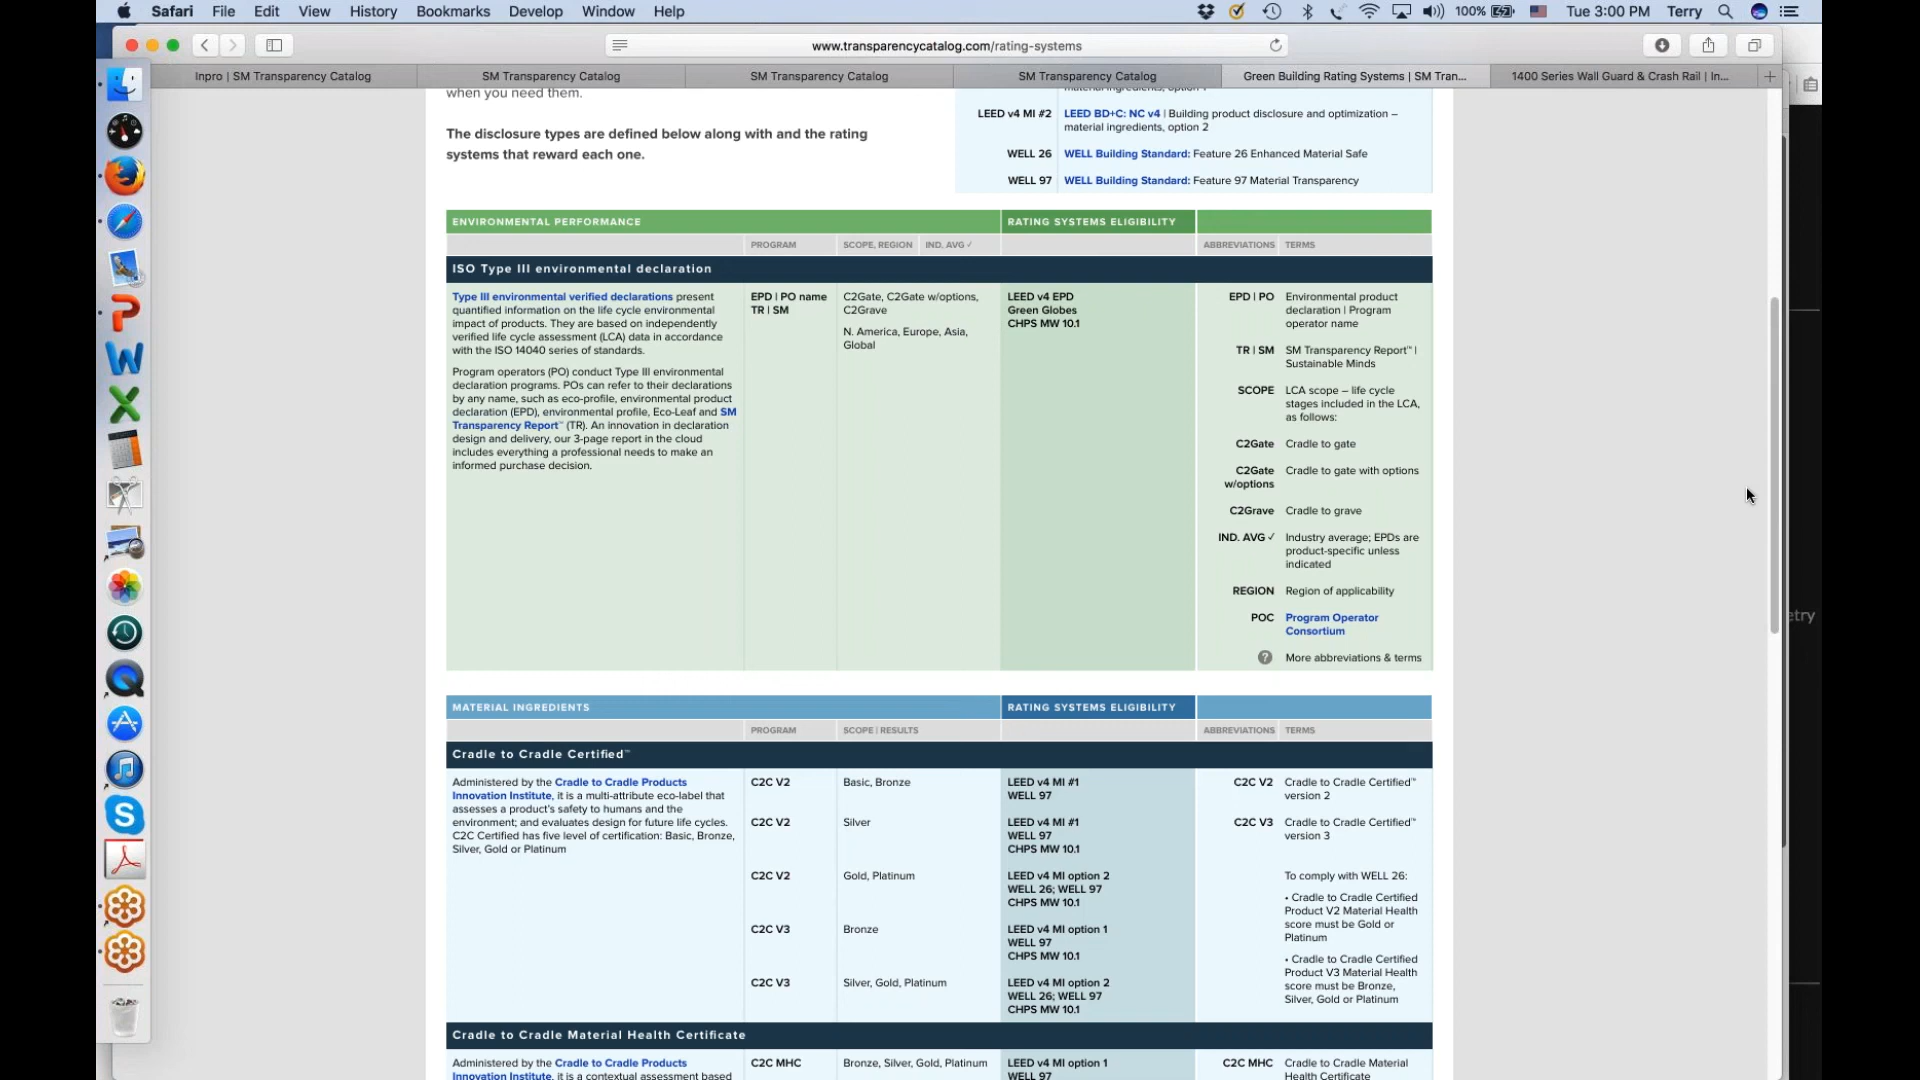 Safari File Edit View History Bookmarks Develop Window Help
100% Tue 3:00 PM Terry
www.transparencycatalog.com/rating-systems
Inpro | SM Transparency Catalog
SM Transparency Catalog
SM Transparency Catalog
SM Transparency Catalog
Green Building Rating Systems | SM Tran...
1400 Series Wall Guard & Crash Rail | In...
when you need them.
The disclosure types are defined below along with and the rating
systems that reward each one.
LEED v4 MI #2 LEED BD+C: NC v4 | Building product disclosure and optimization –
material ingredients, option 2
WELL 26 WELL Building Standard: Feature 26 Enhanced Material Safe
WELL 97 WELL Building Standard: Feature 97 Material Transparency
ENVIRONMENTAL PERFORMANCE RATING SYSTEMS ELIGIBILITY
PROGRAM SCOPE, REGION IND. AVG ✓ ABBREVIATIONS TERMS
ISO Type III environmental declaration
Type III environmental verified declarations present
quantified information on the life cycle environmental
impact of products. They are based on independently
verified life cycle assessment (LCA) data in accordance
with the ISO 14040 series of standards.
Program operators (PO) conduct Type III environmental
declaration programs. POs can refer to their declarations
by any name, such as eco-profile, environmental product
declaration (EPD), environmental profile, Eco-Leaf and SM
Transparency Report™ (TR). An innovation in declaration
design and delivery, our 3-page report in the cloud
includes everything a professional needs to make an
informed purchase decision.
EPD | PO name
TR | SM
C2Gate, C2Gate w/options,
C2Grave
N. America, Europe, Asia,
Global
LEED v4 EPD
Green Globes
CHPS MW 10.1
EPD | PO Environmental product
declaration | Program
operator name
TR | SM SM Transparency Report™ |
Sustainable Minds
SCOPE LCA scope – life cycle
stages included in the LCA,
as follows:
C2Gate Cradle to gate
C2Gate Cradle to gate with options
w/options
C2Grave Cradle to grave
IND. AVG ✓ Industry average; EPDs are
product-specific unless
indicated
REGION Region of applicability
POC Program Operator
Consortium
? More abbreviations & terms
etry
MATERIAL INGREDIENTS RATING SYSTEMS ELIGIBILITY
PROGRAM SCOPE | RESULTS ABBREVIATIONS TERMS
Cradle to Cradle Certified™
Administered by the Cradle to Cradle Products
Innovation Institute, it is a multi-attribute eco-label that
assesses a product's safety to humans and the
environment; and evaluates design for future life cycles.
C2C Certified has five level of certification: Basic, Bronze,
Silver, Gold or Platinum
C2C V2 Basic, Bronze LEED v4 MI #1
WELL 97
C2C V2 Silver LEED v4 MI #1
WELL 97
CHPS MW 10.1
C2C V2 Gold, Platinum LEED v4 MI option 2
WELL 26; WELL 97
CHPS MW 10.1
C2C V3 Bronze LEED v4 MI option 1
WELL 97
CHPS MW 10.1
C2C V3 Silver, Gold, Platinum LEED v4 MI option 2
WELL 26; WELL 97
CHPS MW 10.1
C2C V2 Cradle to Cradle Certified™
version 2
C2C V3 Cradle to Cradle Certified™
version 3
To comply with WELL 26:
• Cradle to Cradle Certified
Product V2 Material Health
score must be Gold or
Platinum
• Cradle to Cradle Certified
Product V3 Material Health
score must be Bronze,
Silver, Gold or Platinum
Cradle to Cradle Material Health Certificate
Administered by the Cradle to Cradle Products
Innovation Institute, it is a contextual assessment based
C2C MHC Bronze, Silver, Gold, Platinum LEED v4 MI option 1
WELL 97
C2C MHC Cradle to Cradle Material
Health Certificate